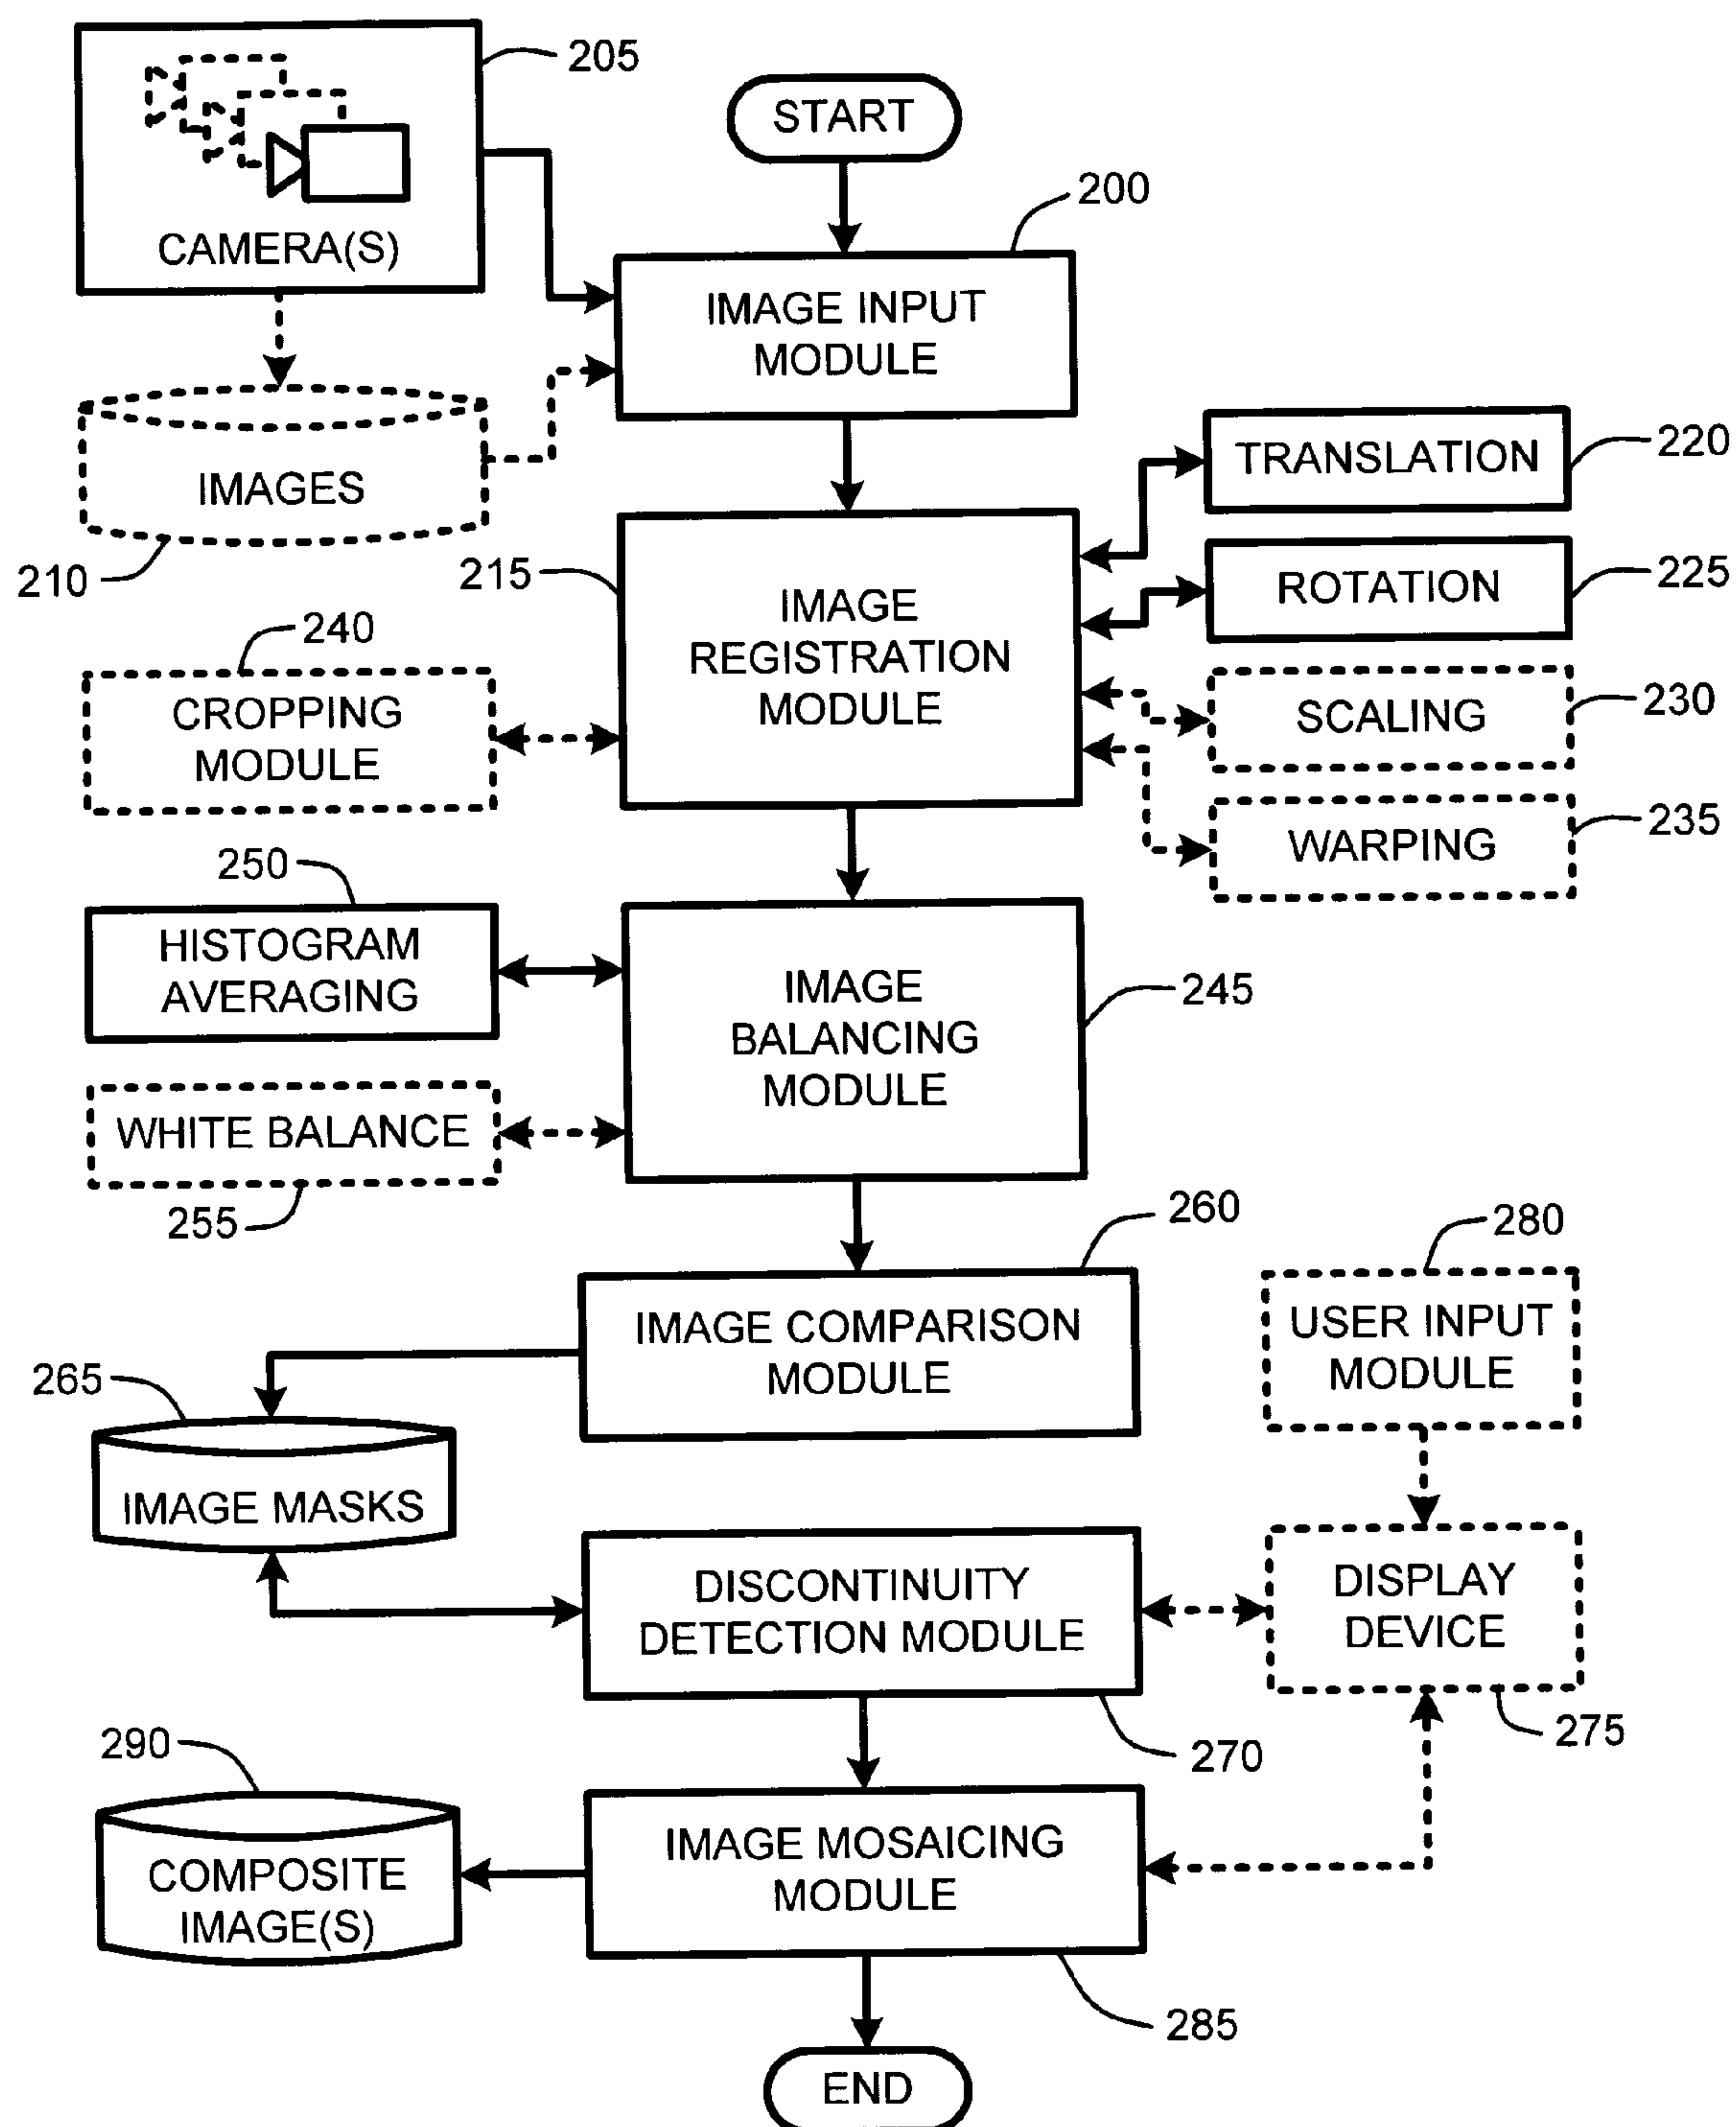 205
START
CAMERA(S)
200
IMAGE INPUT
MODULE
IMAGES
210
TRANSLATION
220
215
IMAGE
REGISTRATION
MODULE
ROTATION
225
240
CROPPING
MODULE
SCALING
230
WARPING
235
250
HISTOGRAM
AVERAGING
IMAGE
BALANCING
MODULE
245
WHITE BALANCE
255
260
IMAGE COMPARISON
MODULE
280
USER INPUT
MODULE
265
IMAGE MASKS
DISCONTINUITY
DETECTION MODULE
270
DISPLAY
DEVICE
275
290
COMPOSITE
IMAGE(S)
IMAGE MOSAICING
MODULE
285
END